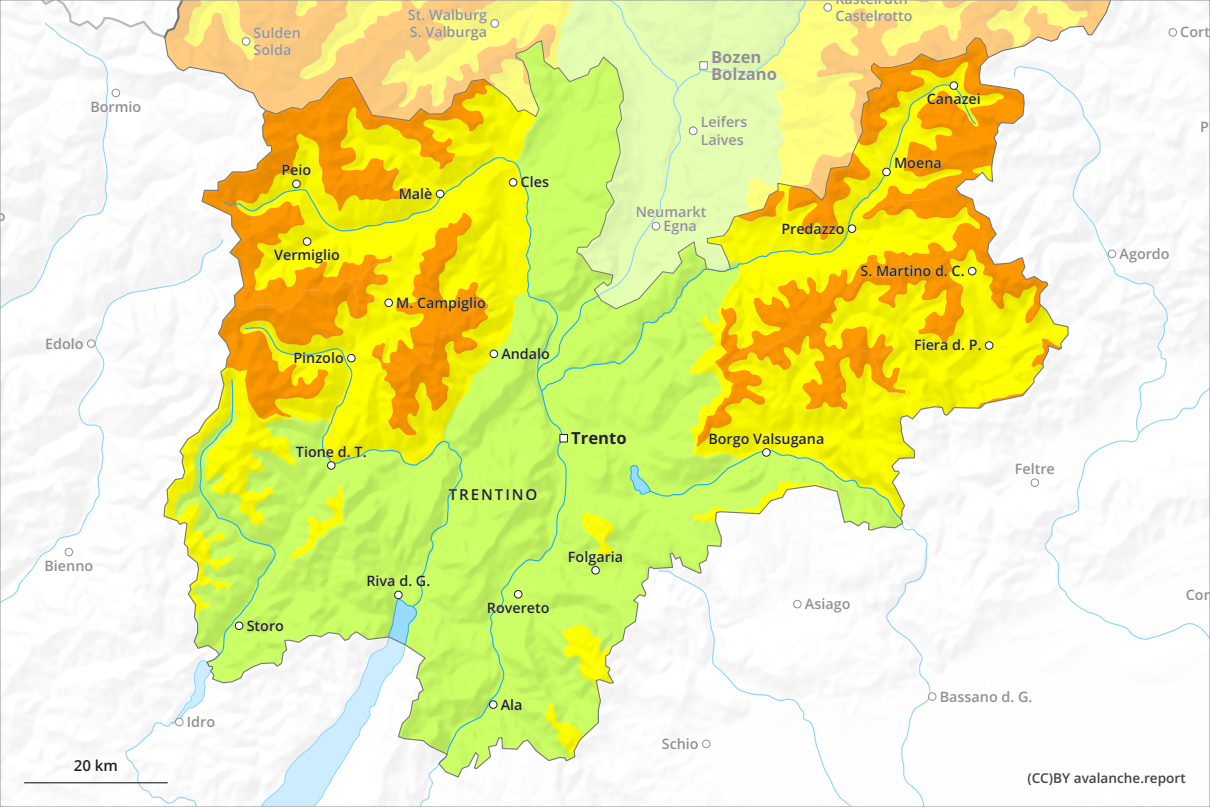 Kastelruth
Castelrotto
St. Walburg
S. Valburga
Sulden
Solda
Cort
Bozen
Bolzano
Bormio
Canazei
Leifers
Laives
Moena
Peio
Malè
Cles
Neumarkt
Egna
Predazzo
Vermiglio
Agordo
S. Martino d. C.
M. Campiglio
Edolo
Pinzolo
Andalo
Fiera d. P.
Trento
Borgo Valsugana
Tione d. T.
Feltre
TRENTINO
Bienno
Folgaria
Riva d. G.
Rovereto
Asiago
Storo
Bassano d. G.
Ala
Idro
Schio
20 km
(CC)BY avalanche.report